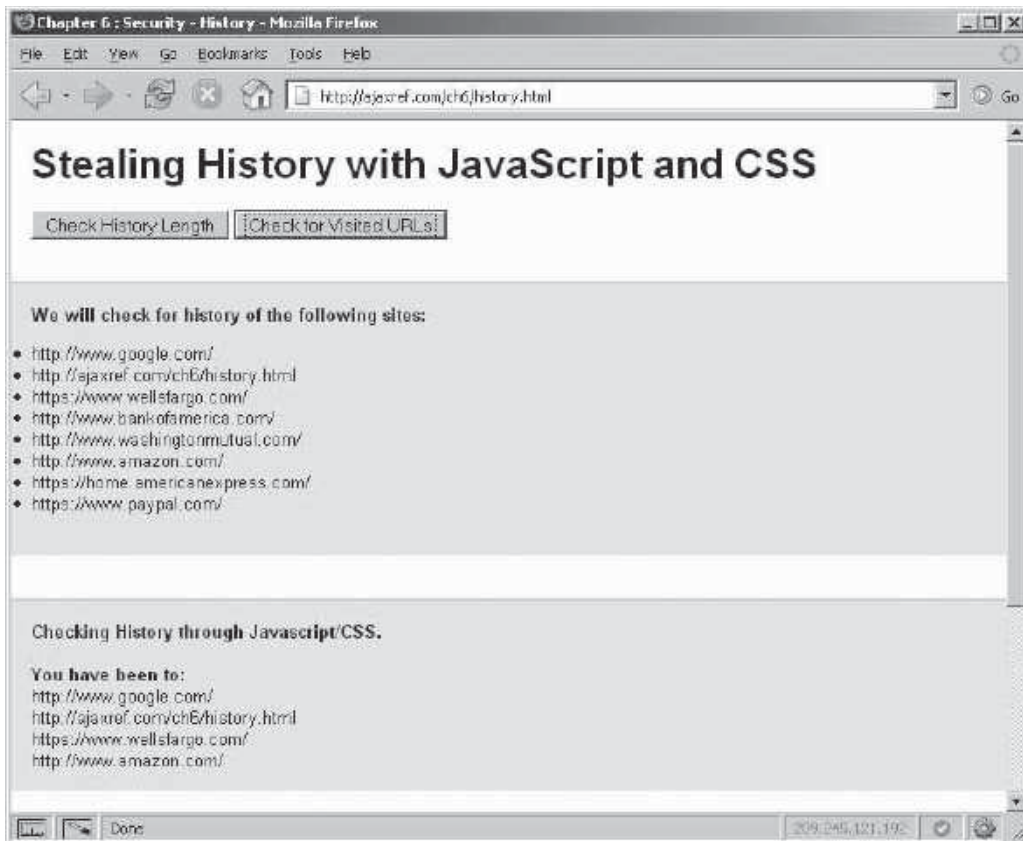 Chapter 6 : Security - History - Mozilla Firefox
File Edit View Go Bookmarks Tools Help
http://ajaxref.com/ch6/history.html Go
Stealing History with JavaScript and CSS
Check History Length Check for Visited URLs
We will check for history of the following sites:
http://www.google.com/
http://ajaxref.com/ch6/history.html
https://www.wellsfargo.com/
http://www.bankofamerica.com/
http://www.washingtonmutual.com/
http://www.amazon.com/
https://home.americanexpress.com/
https://www.paypal.com/
Checking History through Javascript/CSS.
You have been to:
http://www.google.com/
http://ajaxref.com/ch6/history.html
https://www.wellsfargo.com/
http://www.amazon.com/
Done 209.245.121.192